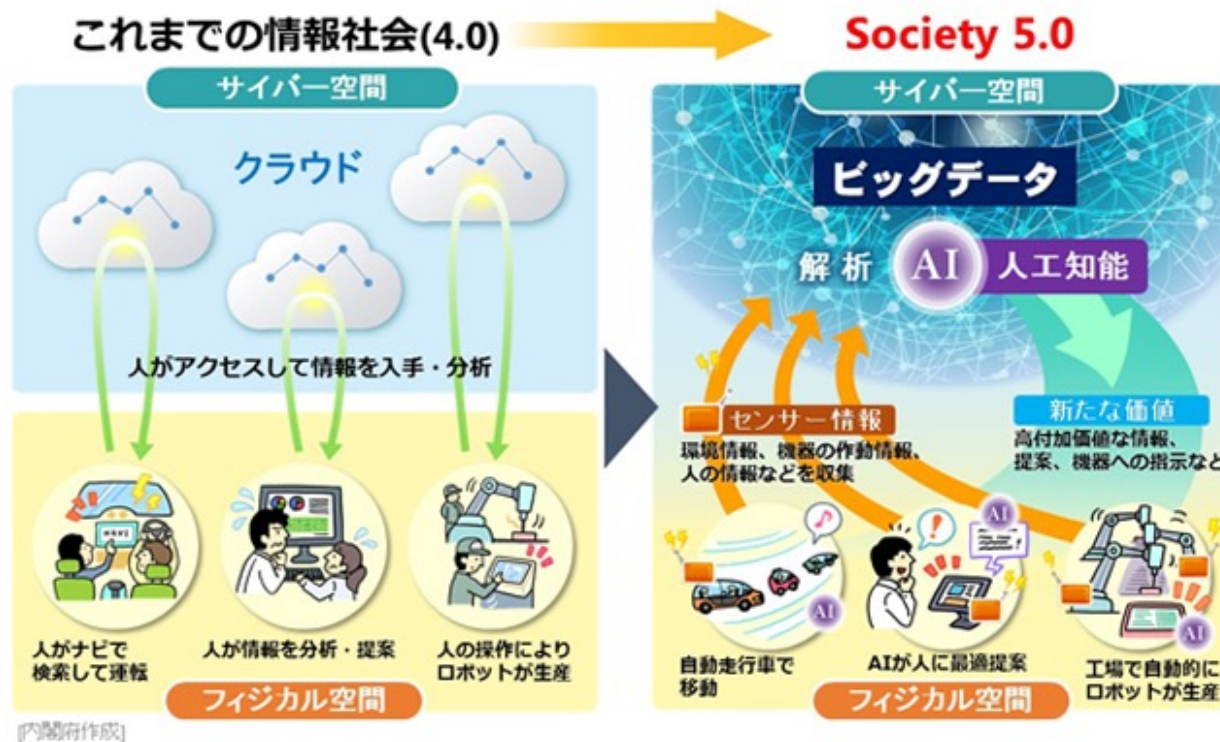 これまでの情報社会(4.0)
Society 5.0
サイバー空間
クラウド
人がアクセスして情報を入手・分析
人がナビで
検索して運転
人が情報を分析・提案
人の操作により
ロボットが生産
フィジカル空間
サイバー空間
ビッグデータ
解析
AI
人工知能
センサー情報
環境情報、機器の作動情報、
人の情報などを収集
新たな価値
高付加価値な情報、
提案、機器への指示など
AI
AI
AI
自動走行車で
移動
AIが人に最適提案
工場で自動的に
ロボットが生産
フィジカル空間
[内閣府作成]